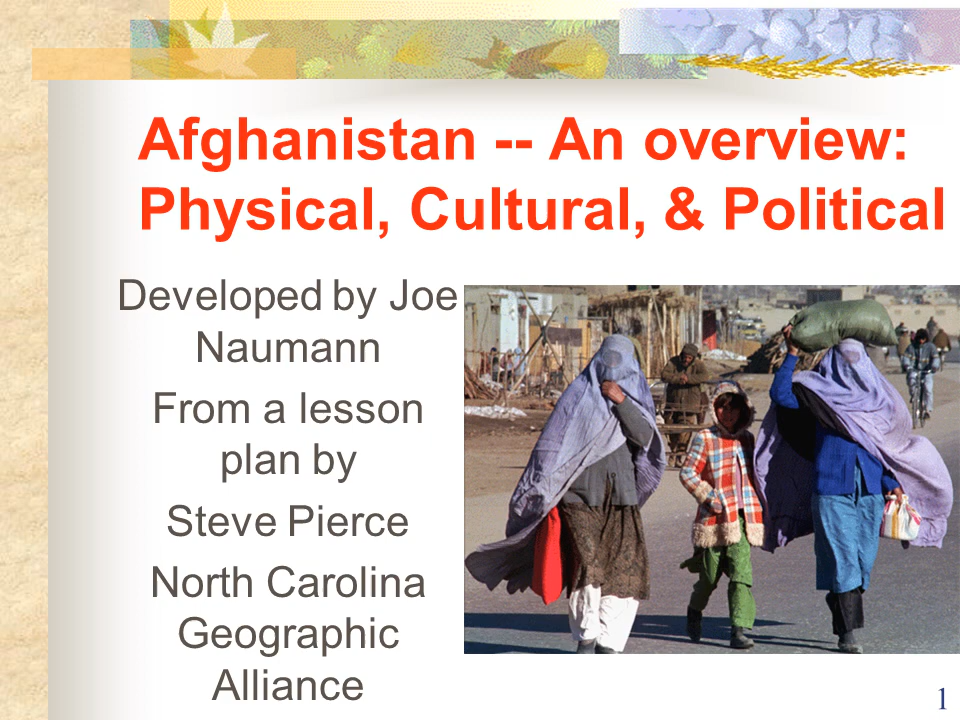 Afghanistan -- An overview:
Physical, Cultural, & Political
Developed by Joe
Naumann
From a lesson
plan by
Steve Pierce
North Carolina
Geographic
Alliance
1